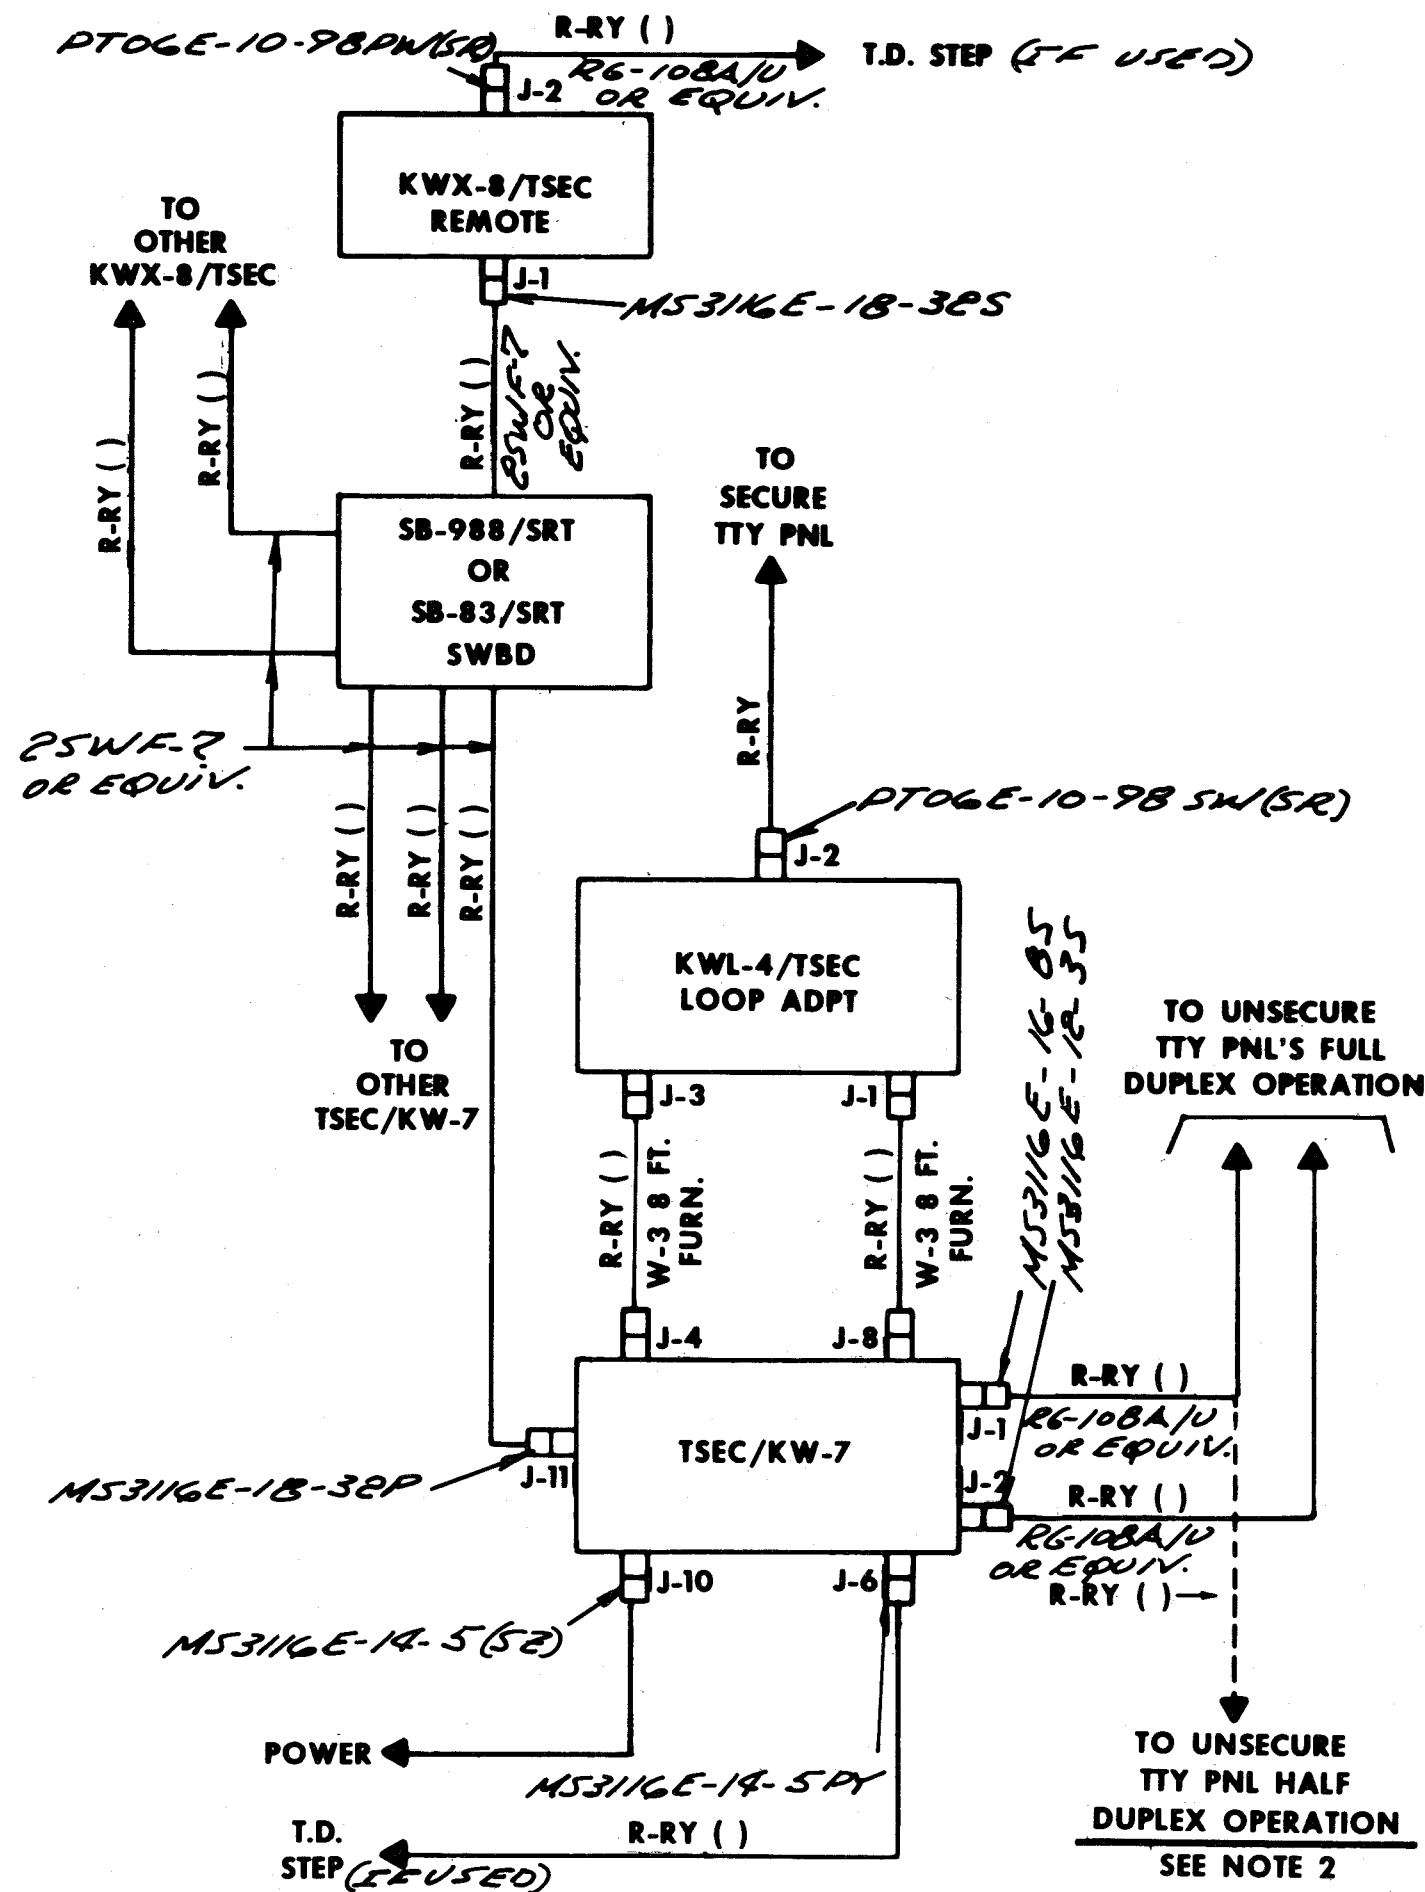 PT06E-10-98PW(SR)
R-RY ( )
T.D. STEP (IF USED)
RG-108A/U
OR EQUIV.
J-2
KWX-8/TSEC
REMOTE
TO
OTHER
KWX-8/TSEC
J-1
MS3116E-18-32S
R-RY ( )
2SWF-7
OR
EQUIV.
R-RY ( )
R-RY ( )
SB-988/SRT
OR
SB-83/SRT
SWBD
TO
SECURE
TTY PNL
R-RY
2SWF-7
OR EQUIV.
R-RY ( )
R-RY ( )
R-RY ( )
PT06E-10-98 SW(SR)
J-2
KWL-4/TSEC
LOOP ADPT
MS3116E-16-8S
MS3116E-12-3S
TO UNSECURE
TTY PNL'S FULL
DUPLEX OPERATION
TO
OTHER
TSEC/KW-7
J-3
J-1
R-RY ( )
W-3 8 FT.
FURN.
R-RY ( )
W-3 8 FT.
FURN.
J-4
J-8
R-RY ( )
J-1
RG-108A/U
OR EQUIV.
TSEC/KW-7
J-11
MS3116E-18-32P
J-2
R-RY ( )
RG-108A/U
OR EQUIV.
R-RY ( )
J-10
J-6
MS3116E-14-5(SZ)
POWER
MS3116E-14-5PY
TO UNSECURE
TTY PNL HALF
DUPLEX OPERATION
SEE NOTE 2
T.D.
STEP (IF USED)
R-RY ( )